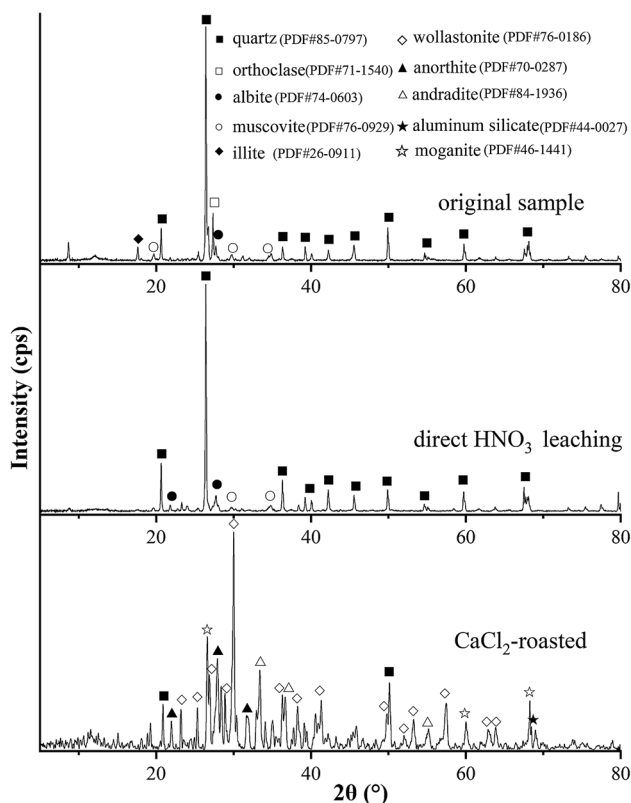 quartz (PDF#85-0797)
wollastonite (PDF#76-0186)
orthoclase(PDF#71-1540)
anorthite (PDF#70-0287)
albite (PDF#74-0603)
andradite(PDF#84-1936)
muscovite(PDF#76-0929)
aluminum silicate(PDF#44-0027)
illite (PDF#26-0911)
moganite (PDF#46-1441)
original sample
20 40 60 80
direct HNO₃ leaching
20 40 60 80
CaCl₂-roasted
20 40 60 80
2θ (°)
Intensity (cps)